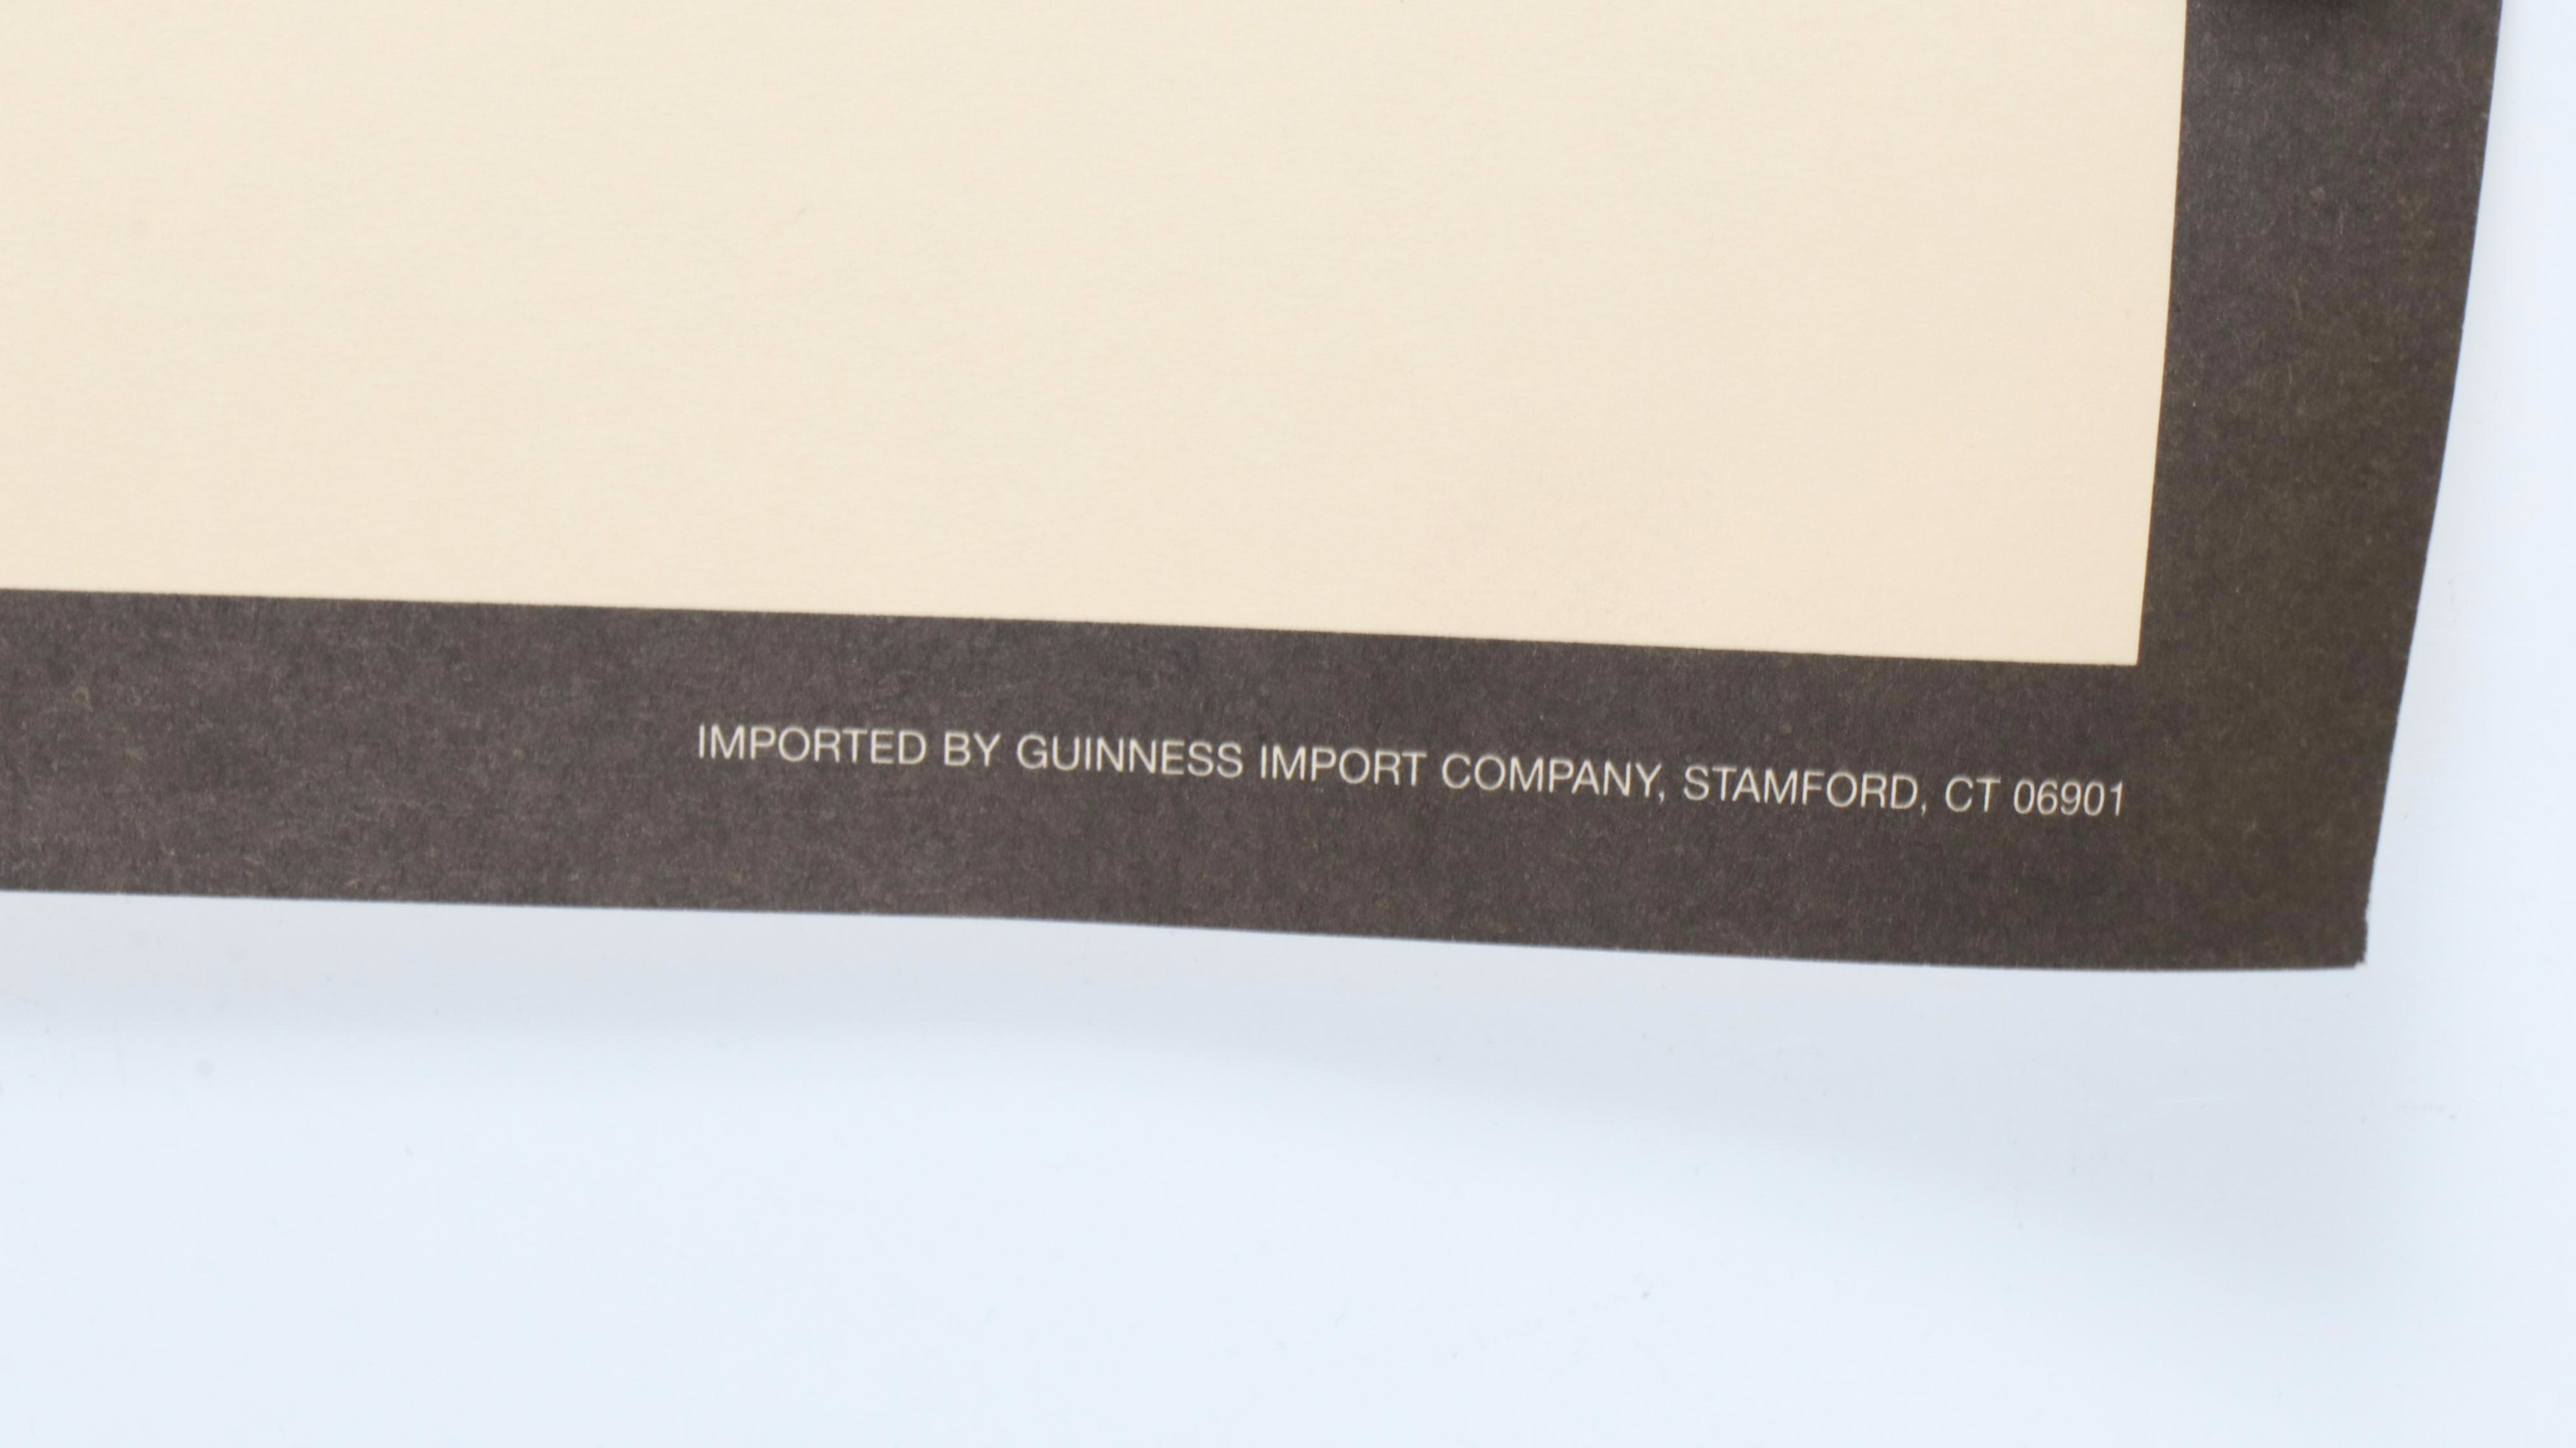 IMPORTED BY GUINNESS IMPORT COMPANY, STAMFORD, CT 06901